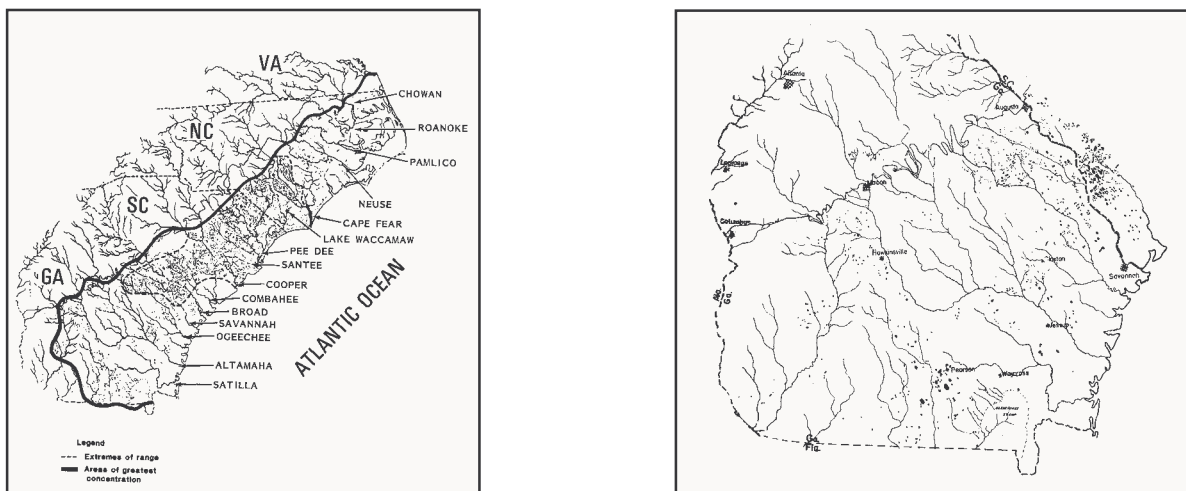 VA
CHOWAN
ROANOKE
NC
PAMLICO
NEUSE
SC
CAPE FEAR
LAKE WACCAMAW
PEE DEE
SANTEE
GA
COOPER
COMBAHEE
BROAD
SAVANNAH
OGEECHEE
ATLANTIC OCEAN
ALTAMAHA
SATILLA
Legend
Extremes of range
Areas of greatest
concentration
Atlanta
Augusta
Macon
Columbus
Hawkinsville
Savannah
Pearson
Waycross
Ga.
Fla.